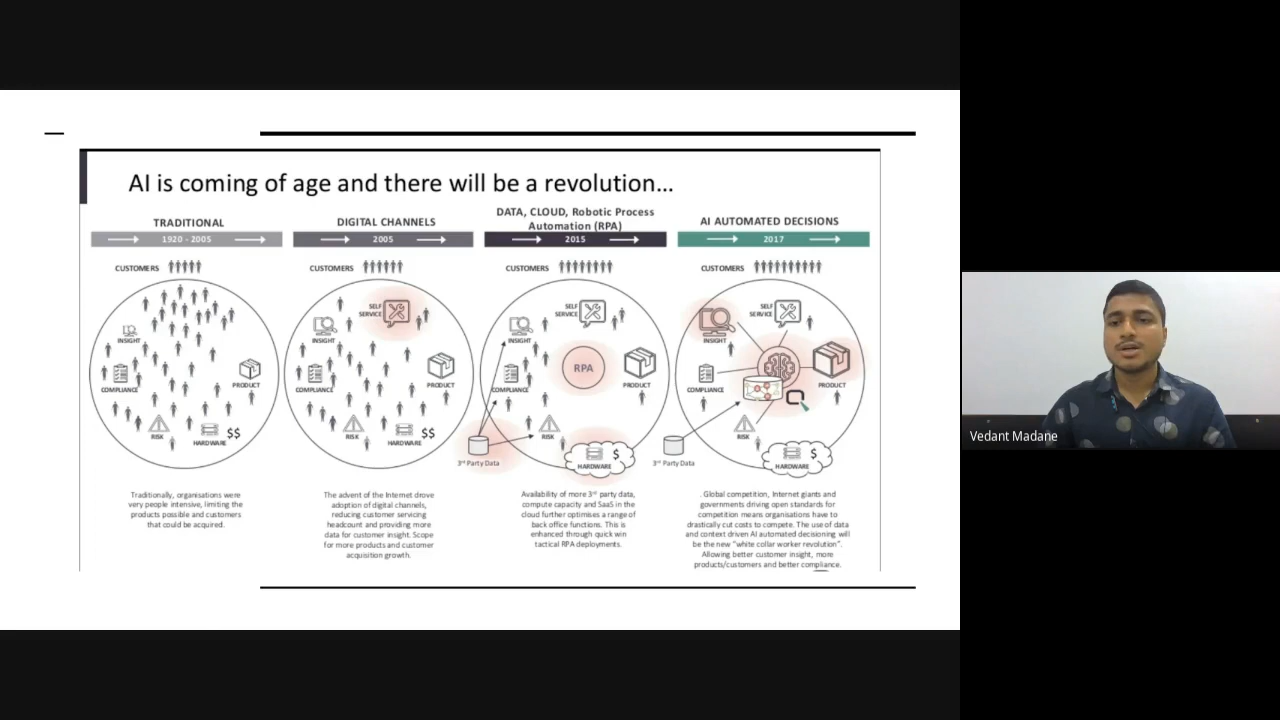 AI is coming of age and there will be a revolution...
TRADITIONAL
1920 - 2005
CUSTOMERS
INSIGHT
COMPLIANCE
PRODUCT
RISK
HARDWARE
$$
Traditionally, organisations were
very people intensive, limiting the
products possible and customers
that could be acquired.
DIGITAL CHANNELS
2005
CUSTOMERS
SELF
SERVICE
INSIGHT
COMPLIANCE
PRODUCT
RISK
HARDWARE
$$
The advent of the Internet drove
adoption of digital channels,
reducing customer servicing
headcount and providing more
data for customer insight. Scope
for more products and customer
acquisition growth.
DATA, CLOUD, Robotic Process
Automation (RPA)
2015
CUSTOMERS
SELF
SERVICE
INSIGHT
RPA
COMPLIANCE
PRODUCT
RISK
3rd Party Data
HARDWARE
$
Availability of more 3rd party data,
compute capacity and SaaS in the
cloud further optimises a range of
back office functions. This is
enhanced through quick win
tactical RPA deployments.
AI AUTOMATED DECISIONS
2017
CUSTOMERS
SELF
SERVICE
INSIGHT
COMPLIANCE
PRODUCT
RISK
3rd Party Data
HARDWARE
$
. Global competition, Internet giants and
governments driving open standards for
competition means organisations have to
drastically cut costs to compete. The use of data
and context driven AI automated decisioning will
be the new "white collar worker revolution".
Allowing better customer insight, more
products/customers and better compliance.
Vedant Madane